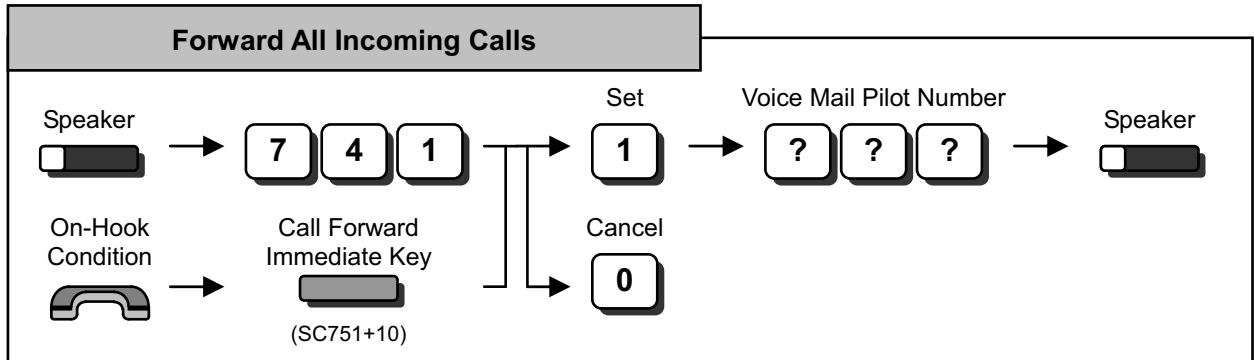 Forward All Incoming Calls
Speaker
7 4 1
Set
1
Voice Mail Pilot Number
? ? ?
Speaker
On-Hook
Condition
Call Forward
Immediate Key
(SC751+10)
Cancel
0